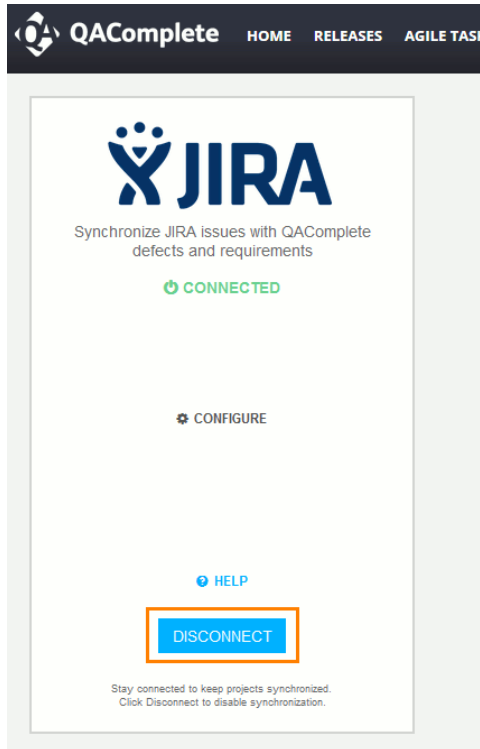 QAComplete HOME RELEASES AGILE TAS
JIRA
Synchronize JIRA issues with QAComplete
defects and requirements
CONNECTED
CONFIGURE
HELP
DISCONNECT
Stay connected to keep projects synchronized.
Click Disconnect to disable synchronization.